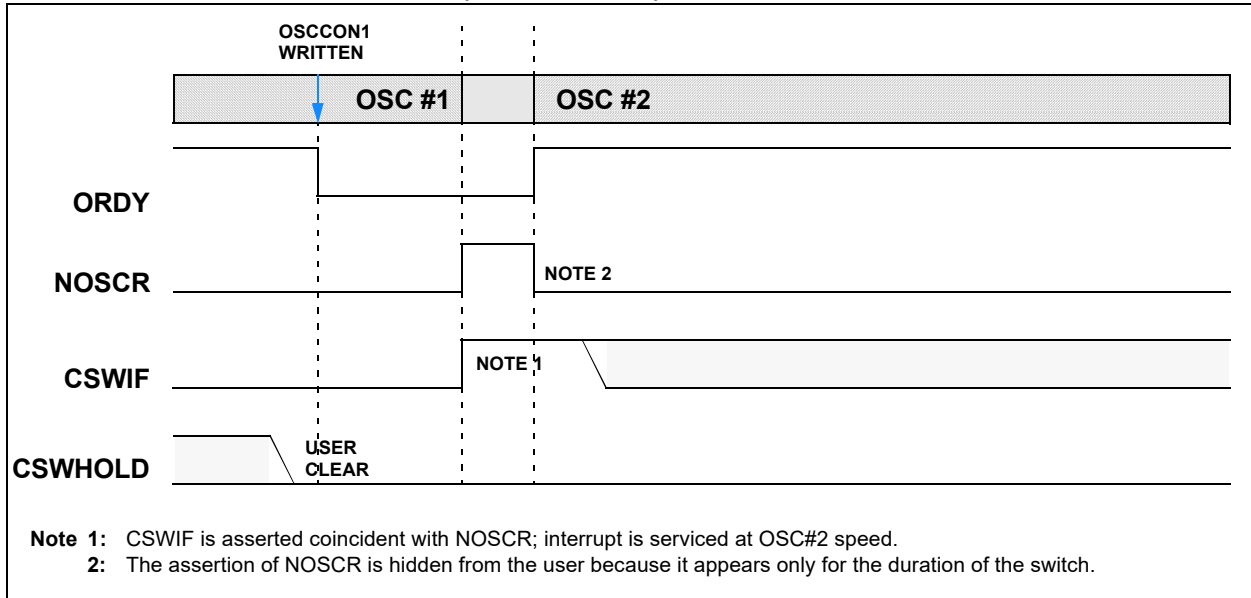 OSCCON1
WRITTEN
OSC #1
OSC #2
ORDY
NOSCR
NOTE 2
CSWIF
NOTE 1
CSWHOLD
USER
CLEAR
Note 1: CSWIF is asserted coincident with NOSCR; interrupt is serviced at OSC#2 speed.
2: The assertion of NOSCR is hidden from the user because it appears only for the duration of the switch.